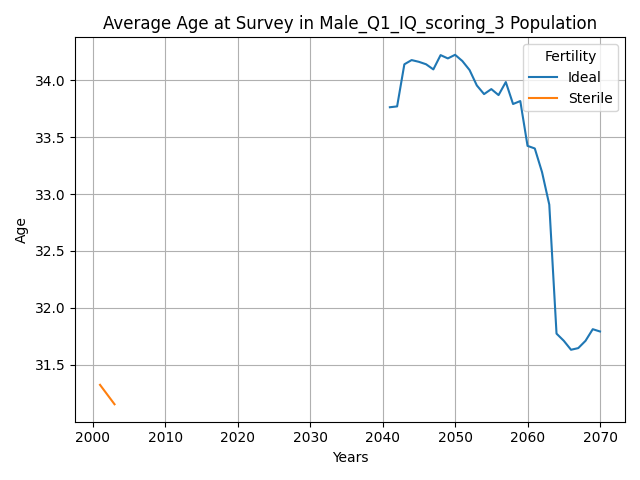 Average Age at Survey in Male_Q1_IQ_scoring_3 Population
Fertility
Ideal
Sterile
34.0
33.5
33.0
32.5
32.0
31.5
Age
2000 2010 2020 2030 2040 2050 2060 2070
Years